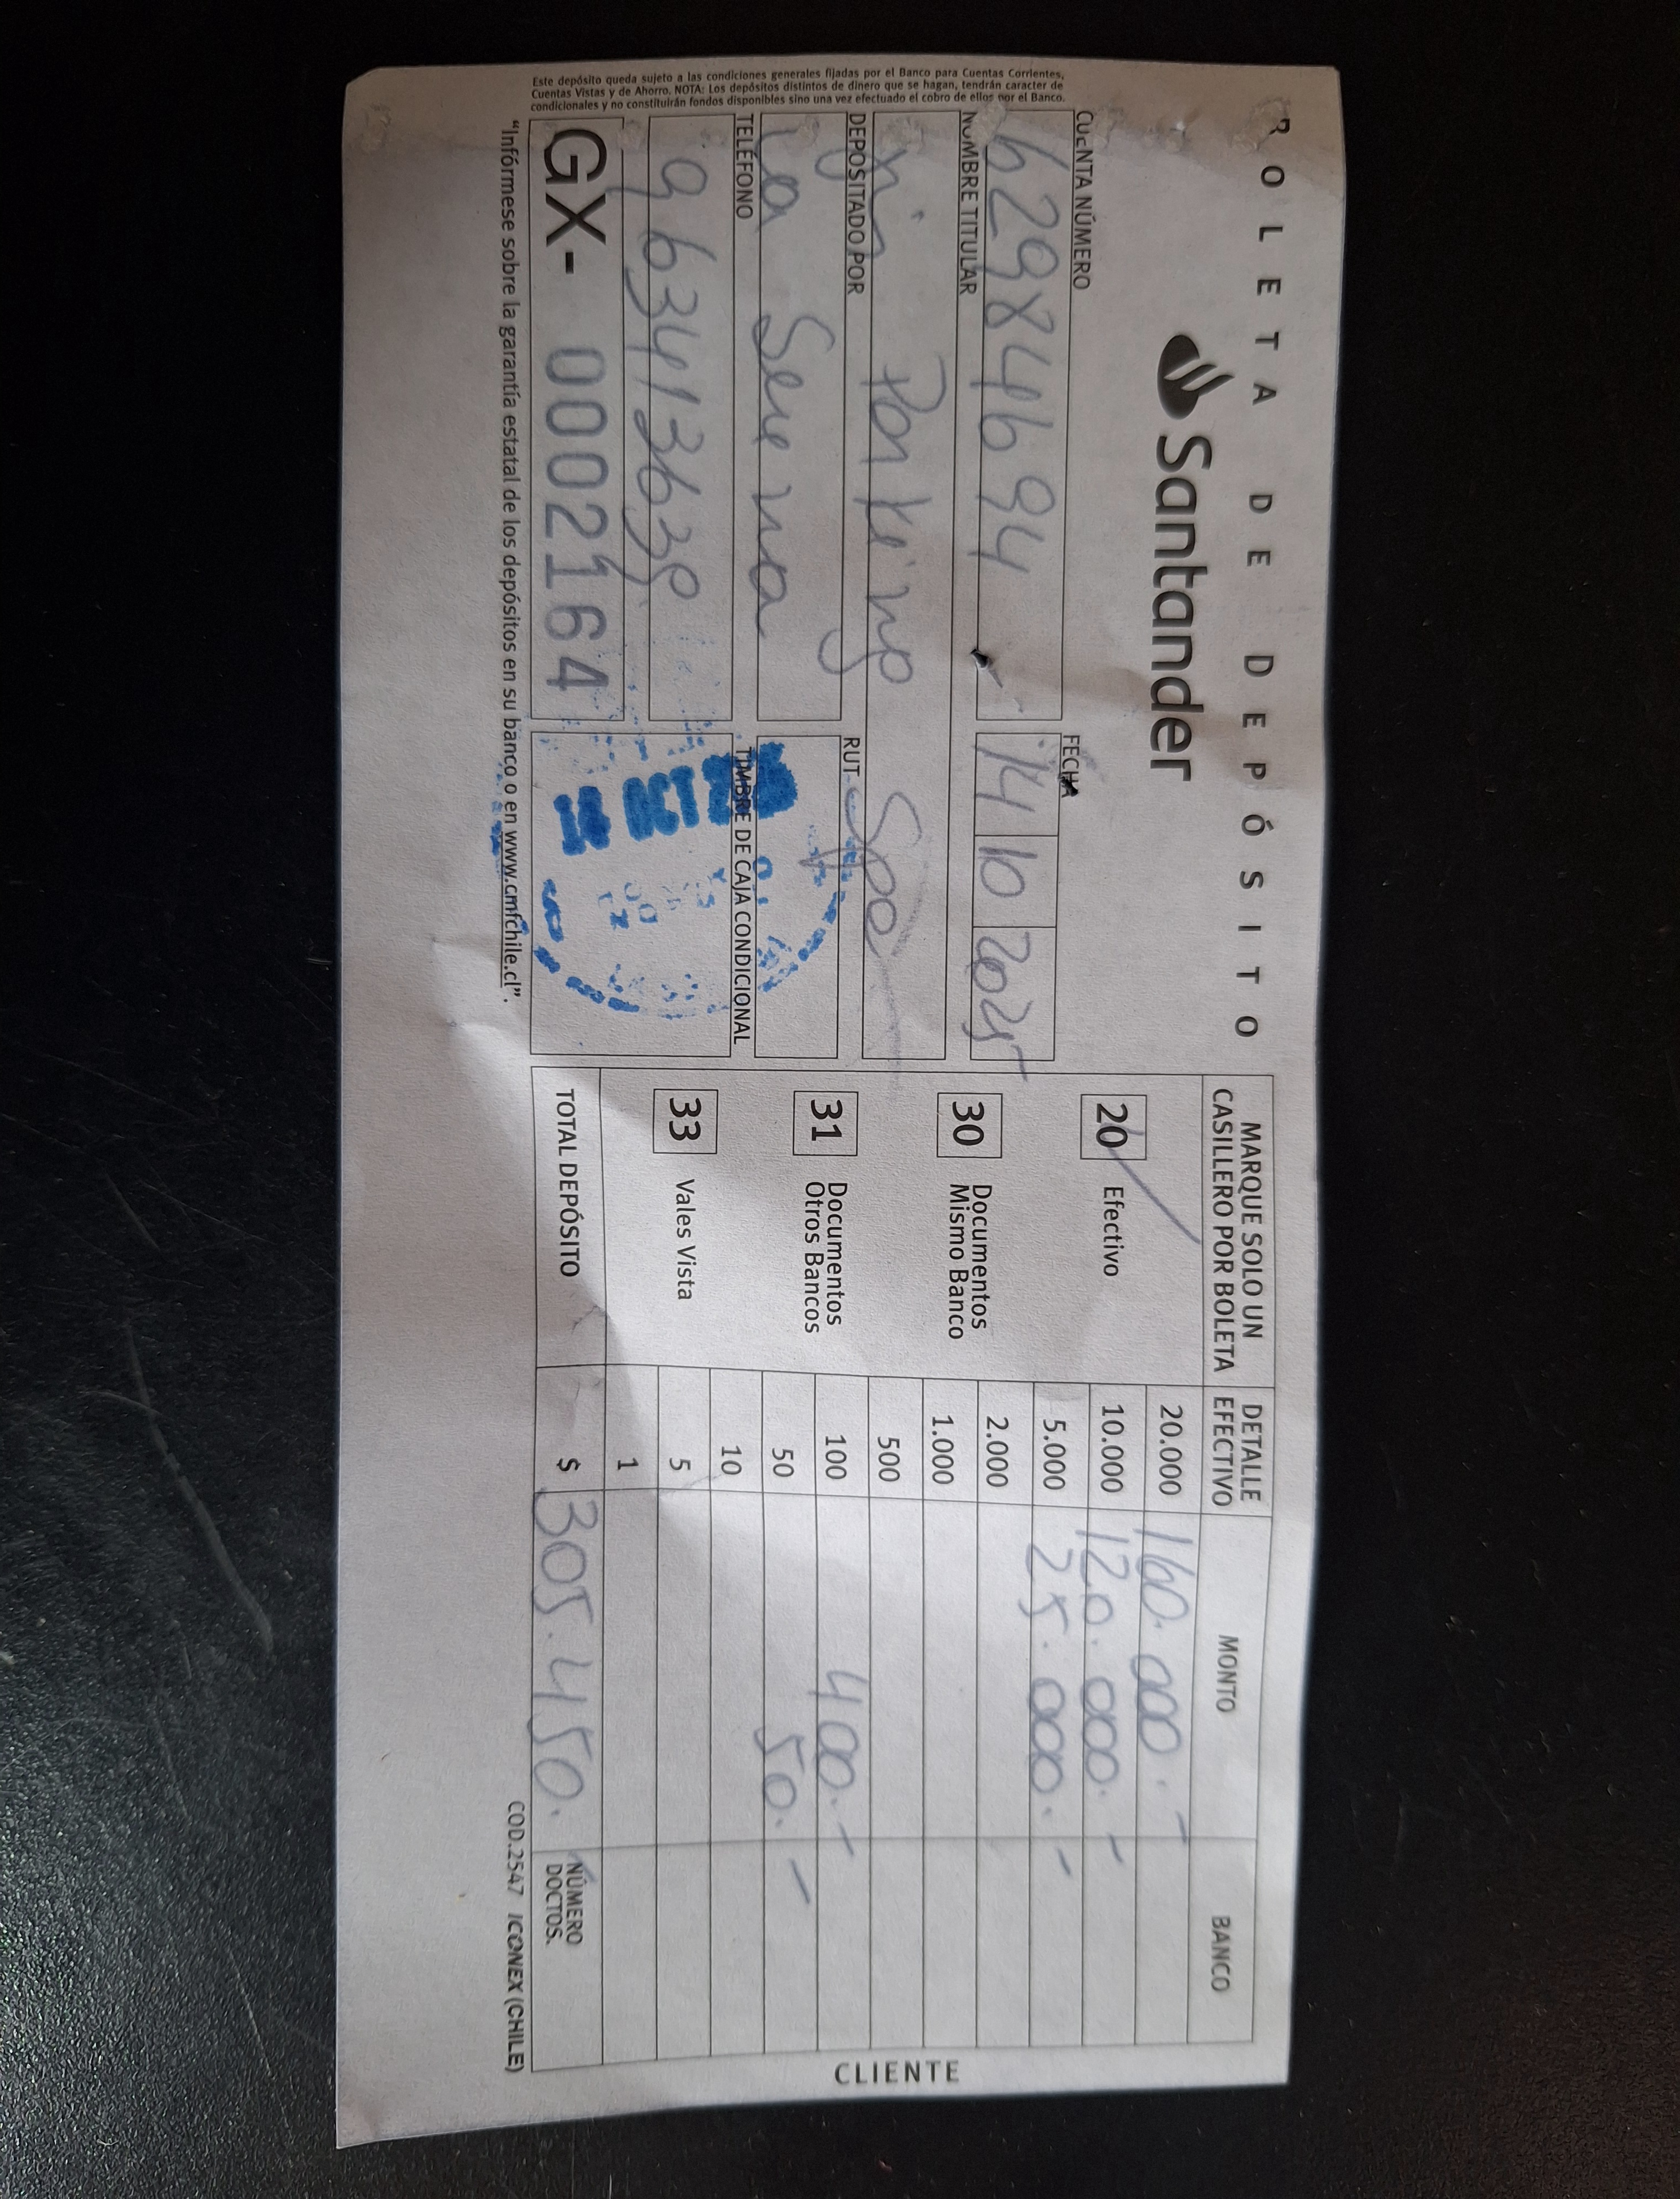 BOLETA DE DEPÓSITO
Santander
CUENTA NÚMERO
FECHA
6298446 94
14 10 2025
NOMBRE TITULAR
Parking Spa
DEPOSITADO POR
RUT
La Serena
TELÉFONO
TIMBRE DE CAJA CONDICIONAL
GX- 0002164
Este depósito queda sujeto a las condiciones generales fijadas por el Banco para Cuentas Corrientes,
Cuentas Vistas y de Ahorro. NOTA: Los depósitos distintos de dinero que se hagan, tendrán caracter de
condicionales y no constituirán fondos disponibles sino una vez efectuado el cobro de ellos por el Banco.
"Infórmese sobre la garantía estatal de los depósitos en su banco o en www.cmfchile.cl".
MARQUE SOLO UN
CASILLERO POR BOLETA
DETALLE
EFECTIVO
MONTO
BANCO
20 Efectivo
30 Documentos
Mismo Banco
31 Documentos
Otros Bancos
33 Vales Vista
20.000 160.000.-
10.000 120.000.-
5.000 25.000.-
2.000
1.000
500
100 400.-
50 50.-
10
5
1
TOTAL DEPÓSITO $ 305.450.
NÚMERO
DOCTOS.
COD.2547 ICONEX (CHILE)
CLIENTE